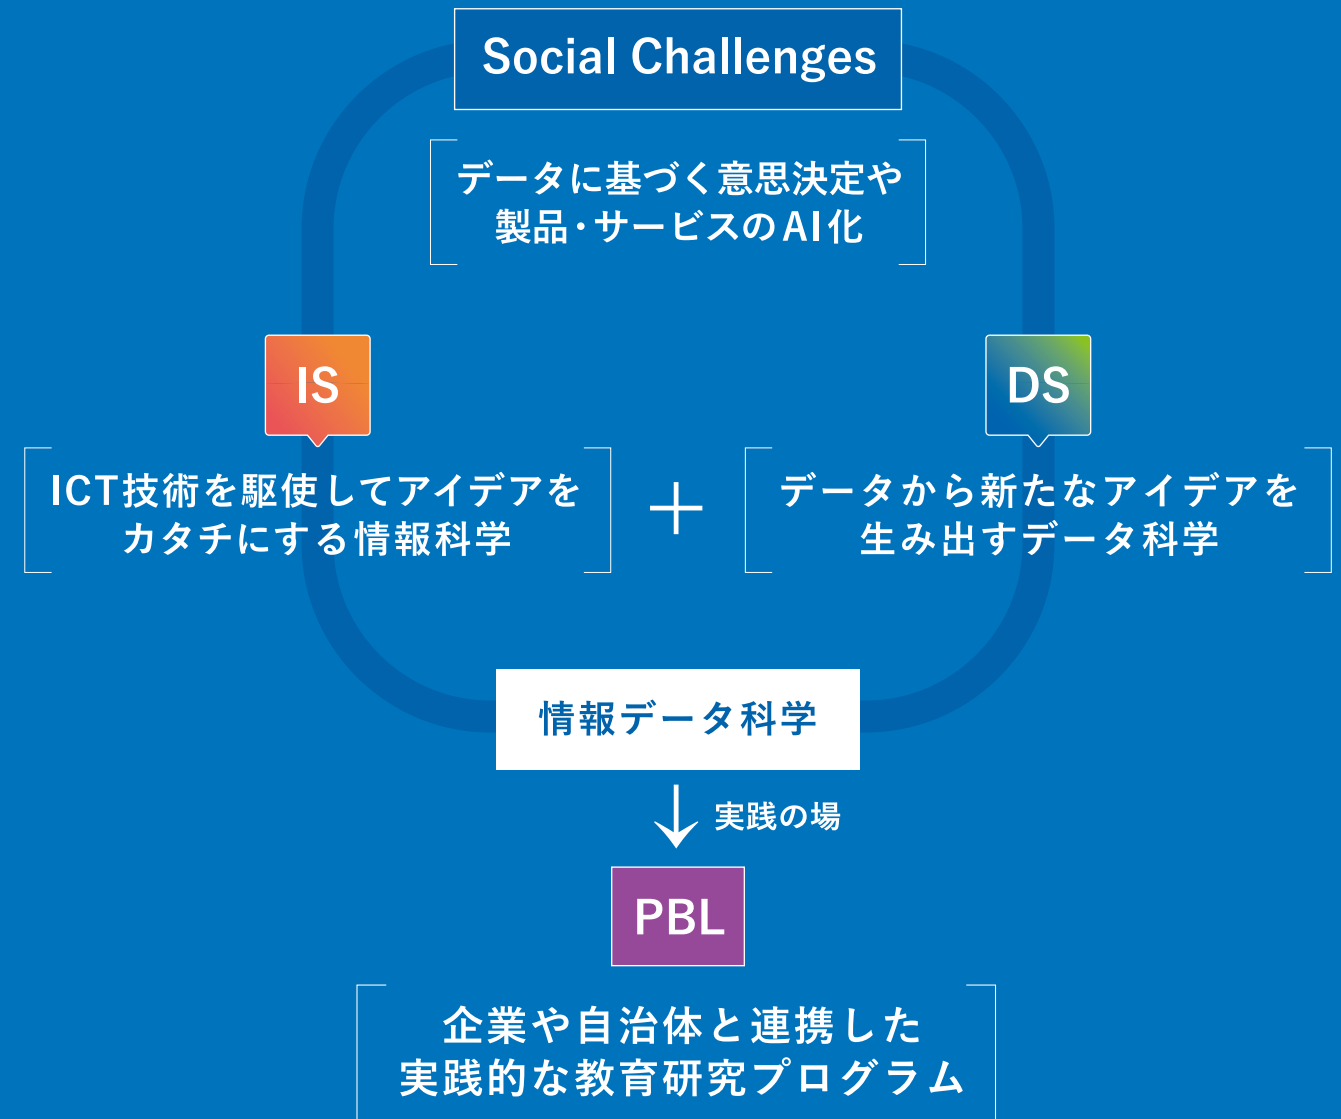 Social Challenges
データに基づく意思決定や
製品・サービスのAI化
IS
ICT技術を駆使してアイデアを
カタチにする情報科学
＋
DS
データから新たなアイデアを
生み出すデータ科学
情報データ科学
実践の場
PBL
企業や自治体と連携した
実践的な教育研究プログラム